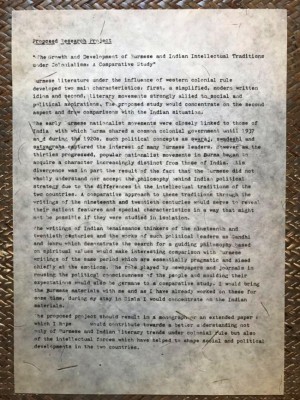 Proposed Research Project
"The Growth and Development of Burmese and Indian Intellectual Traditions
under Colonialism: A Comparative Study"
Burmese literature under the influence of western colonial rule
developed two main characteristics: first, a simplified, modern written
idiom and second, literary movements strongly allied to social and
political aspirations. The proposed study would concentrate on the second
aspect and draw comparisons with the Indian situation.
The early Burmese nationalist movements were closely linked to those of
India, with which Burma shared a common colonial government until 1937
and during the 1920s, such political concepts as swaraj, swadeshi and
satyagraha captured the interest of many Burmese leaders. However as the
thirties progressed, popular nationalist movements in Burma began to
acquire a character increasingly distinct from those of India. This
divergence was in part the result of the fact that the Burmese did not
readily understand nor accept the philosophy behind Indian political
strategy due to the differences in the intellectual traditions of the
two countries. A comparative approach to these traditions through the
writings of the nineteenth and twentieth centuries would serve to reveal
their salient features and special characteristics in a way that might
not be possible if they were studied in isolation.
The writings of Indian Renaissance thinkers of the nineteenth and
twentieth centuries and the works of such political leaders as Gandhi
and Nehru which demonstrate the search for a guiding philosophy based
on spiritual values would make interesting comparison with Burmese
writings of the same period which are essentially pragmatic and aimed
chiefly at the emotions. The role played by newspapers and journals in
rousing the political consciousness of the people and molding their
aspirations would also be germane to a comparative study. I would bring
the Burmese materials with me and as I have already worked on these for
some time, during my stay in I would concentrate on the Indian
materials.
The proposed project should result in a monograph or an extended paper
which I hope would contribute towards a better understanding not
only of Burmese and Indian literary trends under colonial rule but also
of the intellectual forces which have helped to shape social and political
developments in the two countries.